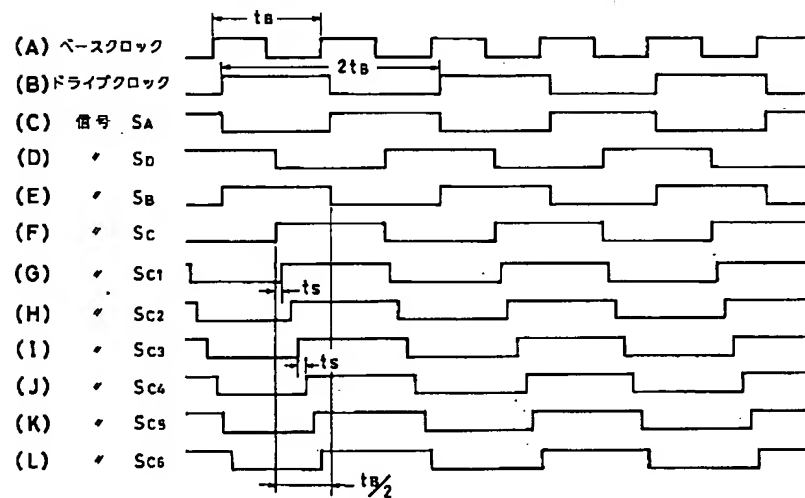 tB
(A) ベースクロック
2tB
(B) ドライブクロック
(C) 信号 SA
(D) 〃 SD
(E) 〃 SB
(F) 〃 SC
(G) 〃 SC1
ts
(H) 〃 SC2
(I) 〃 SC3
ts
(J) 〃 SC4
(K) 〃 SC5
(L) 〃 SC6
tB/2